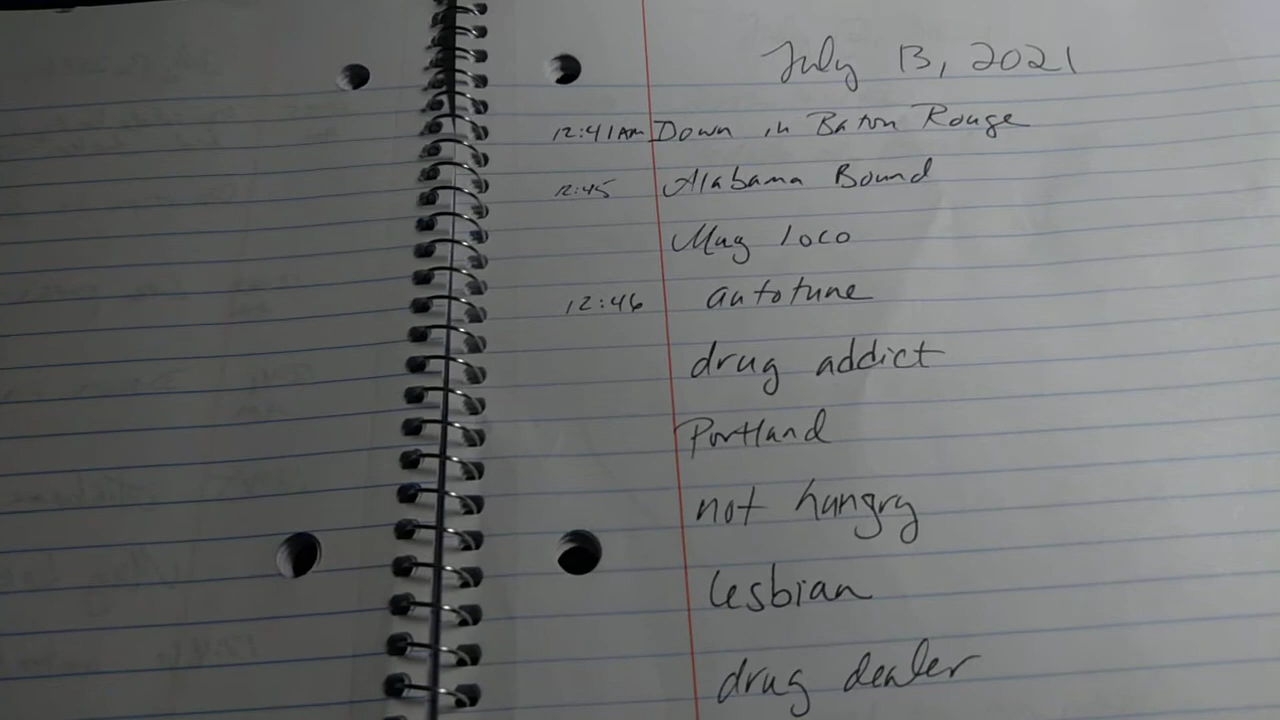 July 13, 2021
12:41AM Down in Baton Rouge
12:45 Alabama Bound
Mug loco
12:46 autotune
drug addict
Portland
not hungry
lesbian
drug dealer